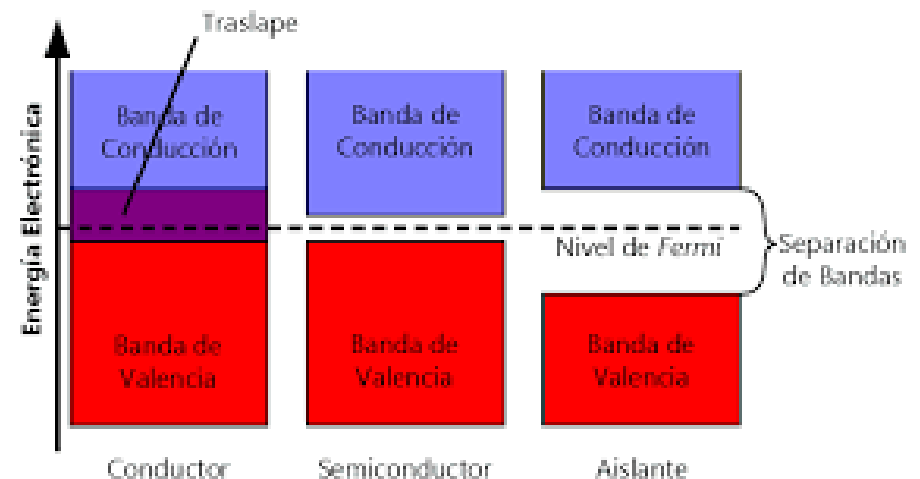 Traslape
Energía Electrónica
Banda de
Conducción
Banda de
Conducción
Banda de
Conducción
Nivel de Fermi
Separación
de Bandas
Banda de
Valencia
Banda de
Valencia
Banda de
Valencia
Conductor
Semiconductor
Aislante